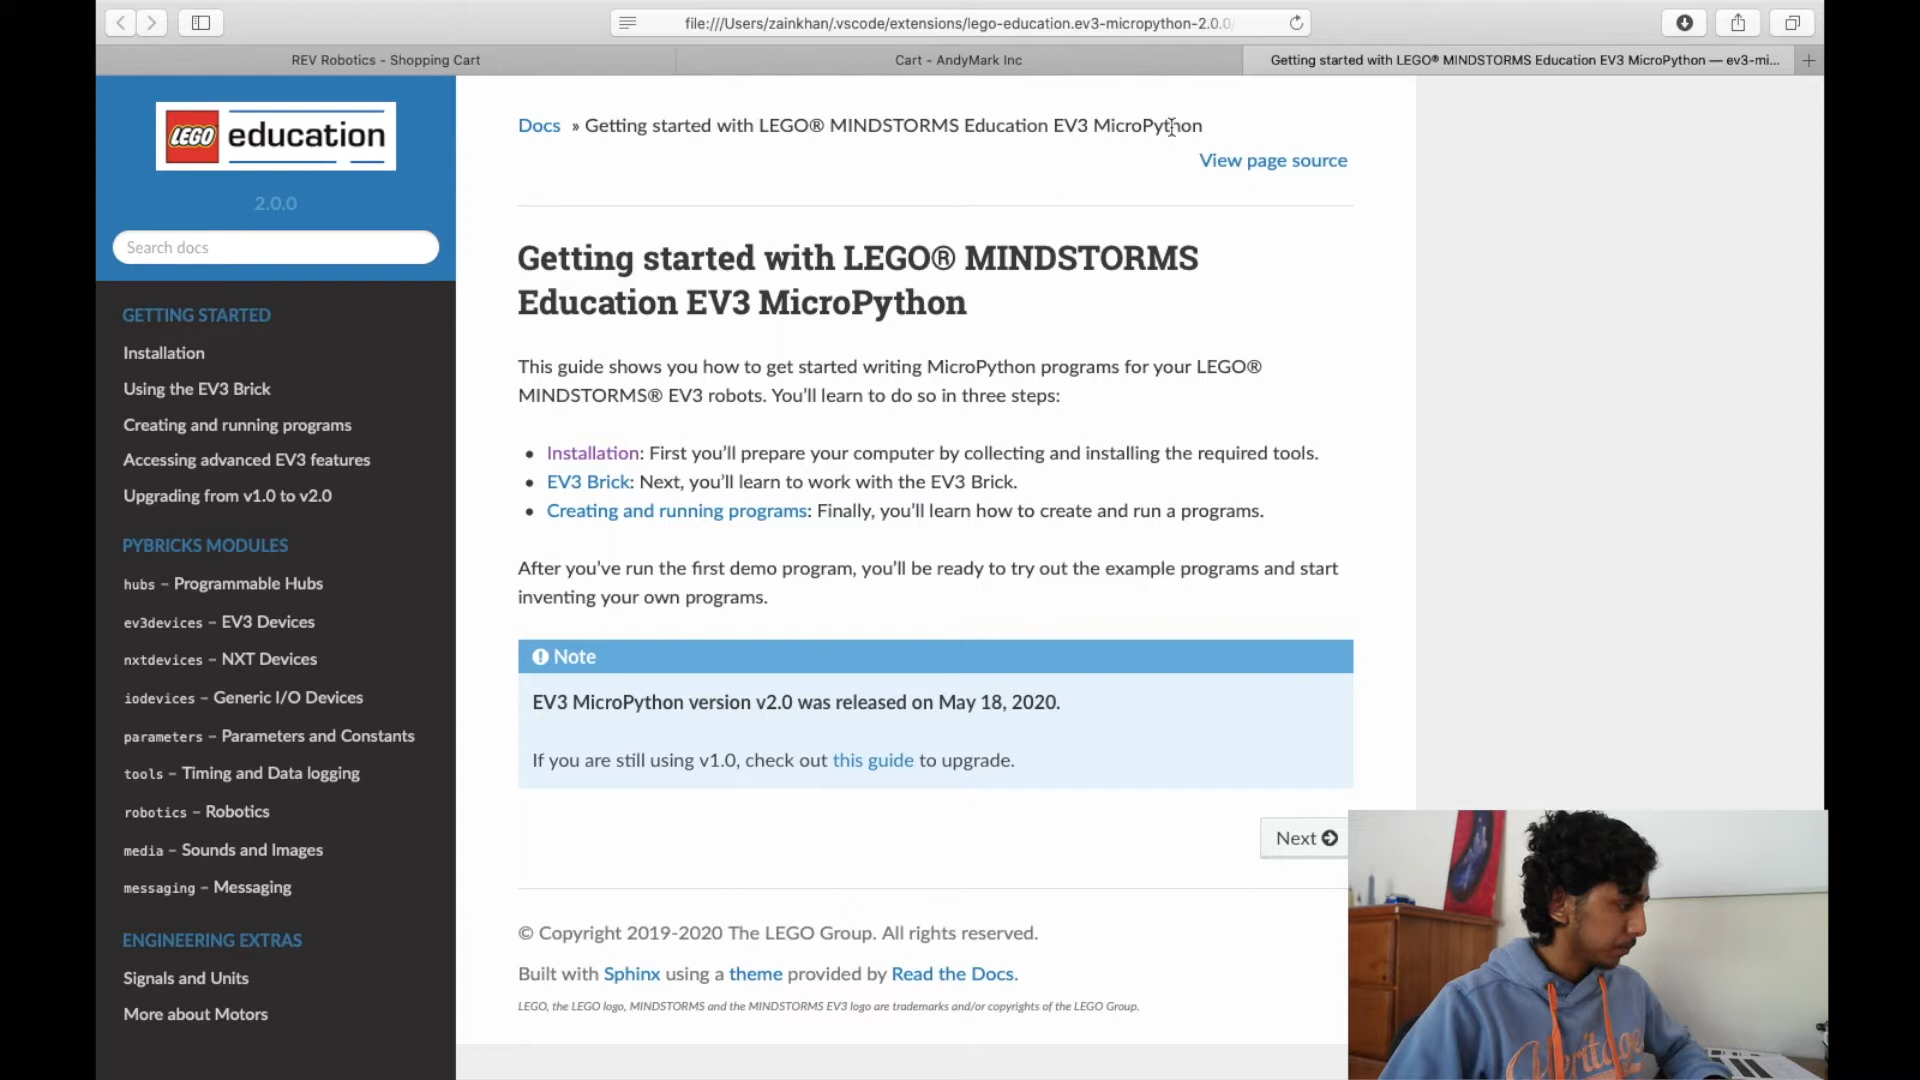 file:///Users/zainkhan/.vscode/extensions/lego-education.ev3-micropython-2.0.0/
REV Robotics - Shopping Cart
Cart - AndyMark Inc
Getting started with LEGO® MINDSTORMS Education EV3 MicroPython — ev3-mi...
LEGO education
2.0.0
Search docs
GETTING STARTED
Installation
Using the EV3 Brick
Creating and running programs
Accessing advanced EV3 features
Upgrading from v1.0 to v2.0
PYBRICKS MODULES
hubs – Programmable Hubs
ev3devices – EV3 Devices
nxtdevices – NXT Devices
iodevices – Generic I/O Devices
parameters – Parameters and Constants
tools – Timing and Data logging
robotics – Robotics
media – Sounds and Images
messaging – Messaging
ENGINEERING EXTRAS
Signals and Units
More about Motors
Docs » Getting started with LEGO® MINDSTORMS Education EV3 MicroPython
View page source
Getting started with LEGO® MINDSTORMS
Education EV3 MicroPython
This guide shows you how to get started writing MicroPython programs for your LEGO®
MINDSTORMS® EV3 robots. You'll learn to do so in three steps:
• Installation: First you'll prepare your computer by collecting and installing the required tools.
• EV3 Brick: Next, you'll learn to work with the EV3 Brick.
• Creating and running programs: Finally, you'll learn how to create and run a programs.
After you've run the first demo program, you'll be ready to try out the example programs and start
inventing your own programs.
Note
EV3 MicroPython version v2.0 was released on May 18, 2020.
If you are still using v1.0, check out this guide to upgrade.
Next
© Copyright 2019-2020 The LEGO Group. All rights reserved.
Built with Sphinx using a theme provided by Read the Docs.
LEGO, the LEGO logo, MINDSTORMS and the MINDSTORMS EV3 logo are trademarks and/or copyrights of the LEGO Group.
Heritage